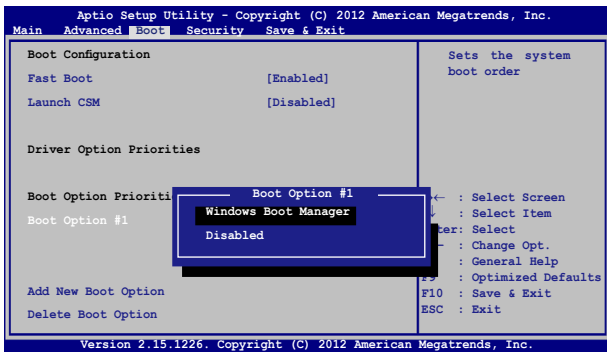 Aptio Setup Utility - Copyright (C) 2012 American Megatrends, Inc.
Main Advanced Boot Security Save & Exit
Boot Configuration
Fast Boot [Enabled]
Launch CSM [Disabled]
Driver Option Priorities
Boot Option Prioriti
Boot Option #1
Add New Boot Option
Delete Boot Option
Boot Option #1
Windows Boot Manager
Disabled
Sets the system
boot order
← : Select Screen
: Select Item
er: Select
: Change Opt.
: General Help
F9 : Optimized Defaults
F10 : Save & Exit
ESC : Exit
Version 2.15.1226. Copyright (C) 2012 American Megatrends, Inc.